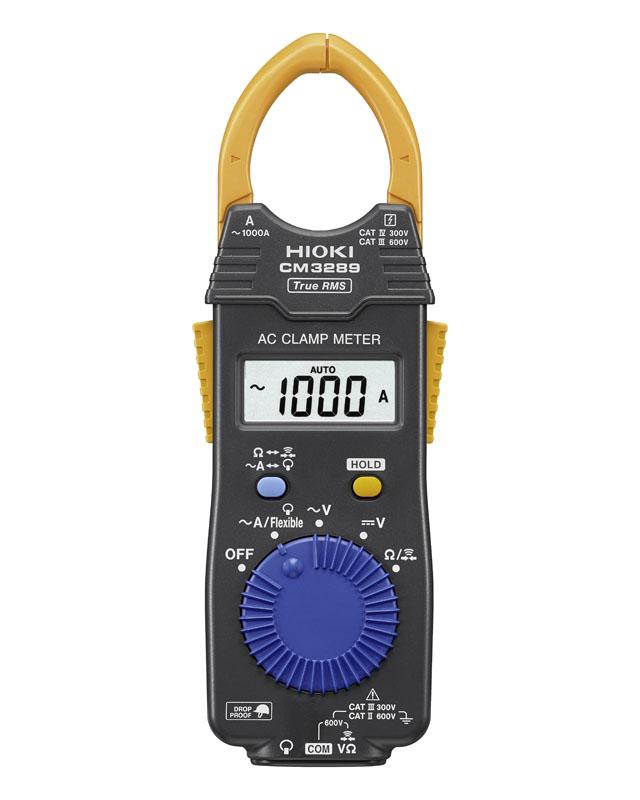 A
~1000A
CAT Ⅳ 300V
CAT Ⅲ 600V
HIOKI
CM3289
True RMS
AC CLAMP METER
AUTO
~ 1000 A
Ω ↔
~A ↔
HOLD
~V
~A/Flexible
⎓V
OFF
Ω/
DROP
PROOF
CAT Ⅲ 300V
CAT Ⅱ 600V
600V
COM
VΩ